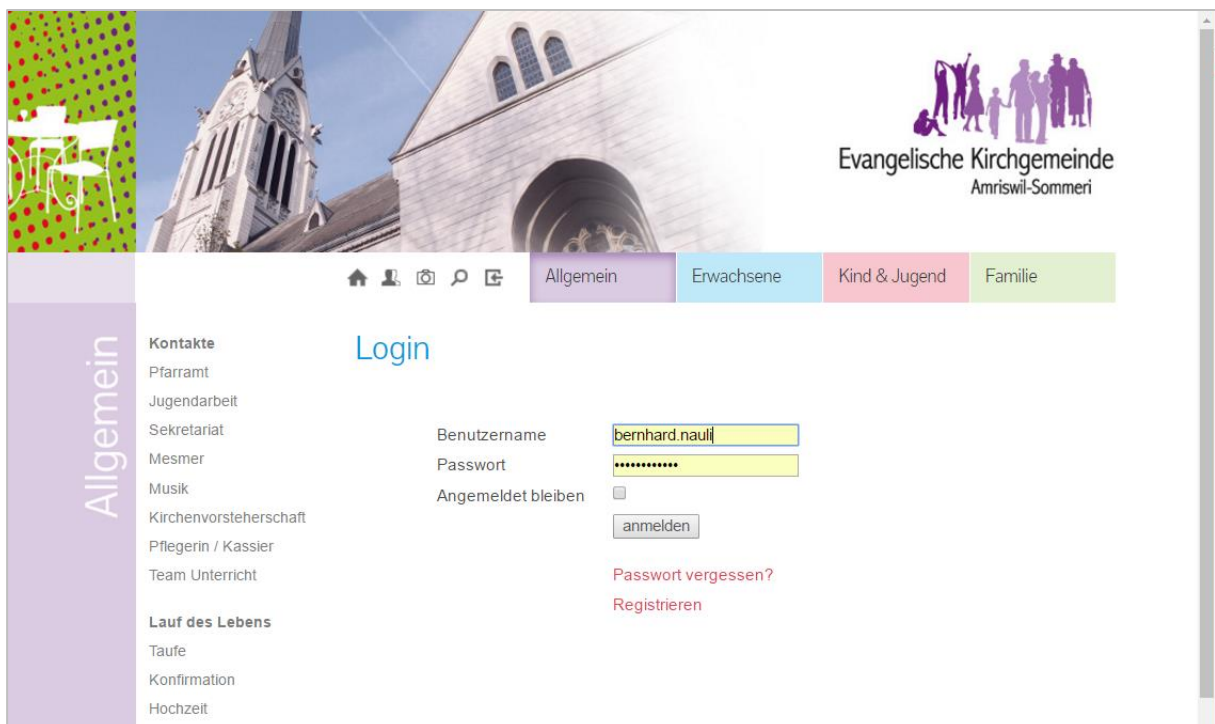 Evangelische Kirchgemeinde
Amriswil-Sommeri
Allgemein
Erwachsene
Kind & Jugend
Familie
Allgemein
Kontakte
Pfarramt
Jugendarbeit
Sekretariat
Mesmer
Musik
Kirchenvorsteherschaft
Pflegerin / Kassier
Team Unterricht
Lauf des Lebens
Taufe
Konfirmation
Hochzeit
Login
Benutzername bernhard.nauli
Passwort ••••••••••••
Angemeldet bleiben
anmelden
Passwort vergessen?
Registrieren